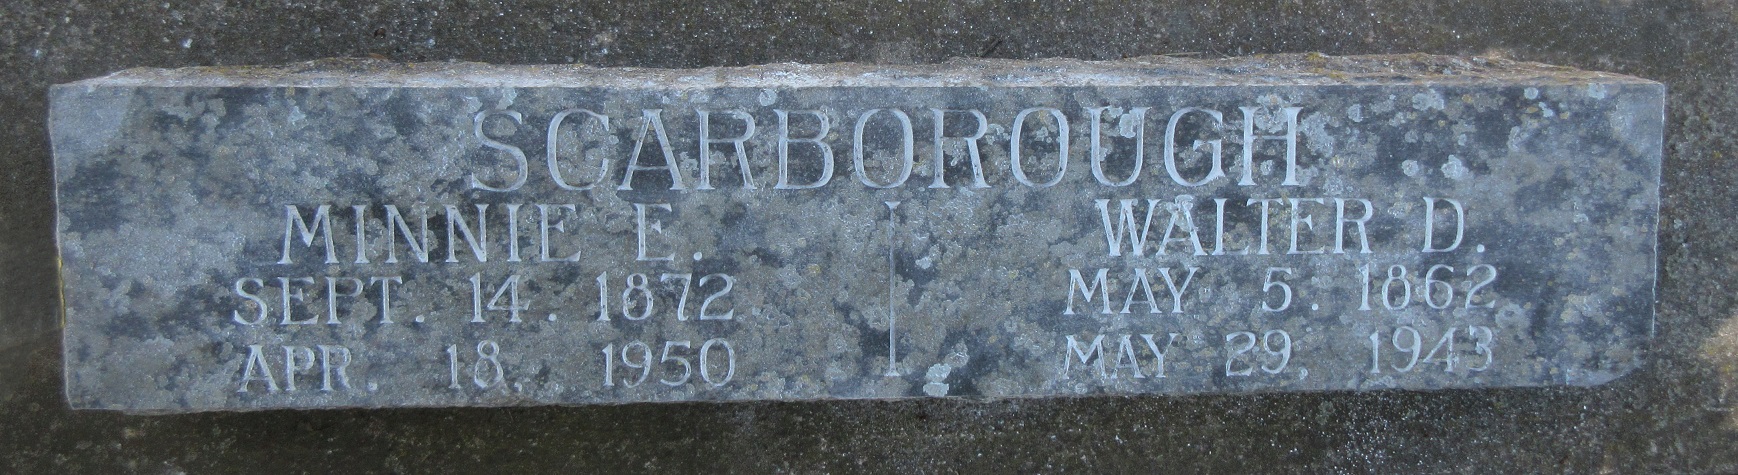 SCARBOROUGH
MINNIE E.
SEPT. 14. 1872
APR. 18, 1950
WALTER D.
MAY 5. 1862
MAY 29, 1943